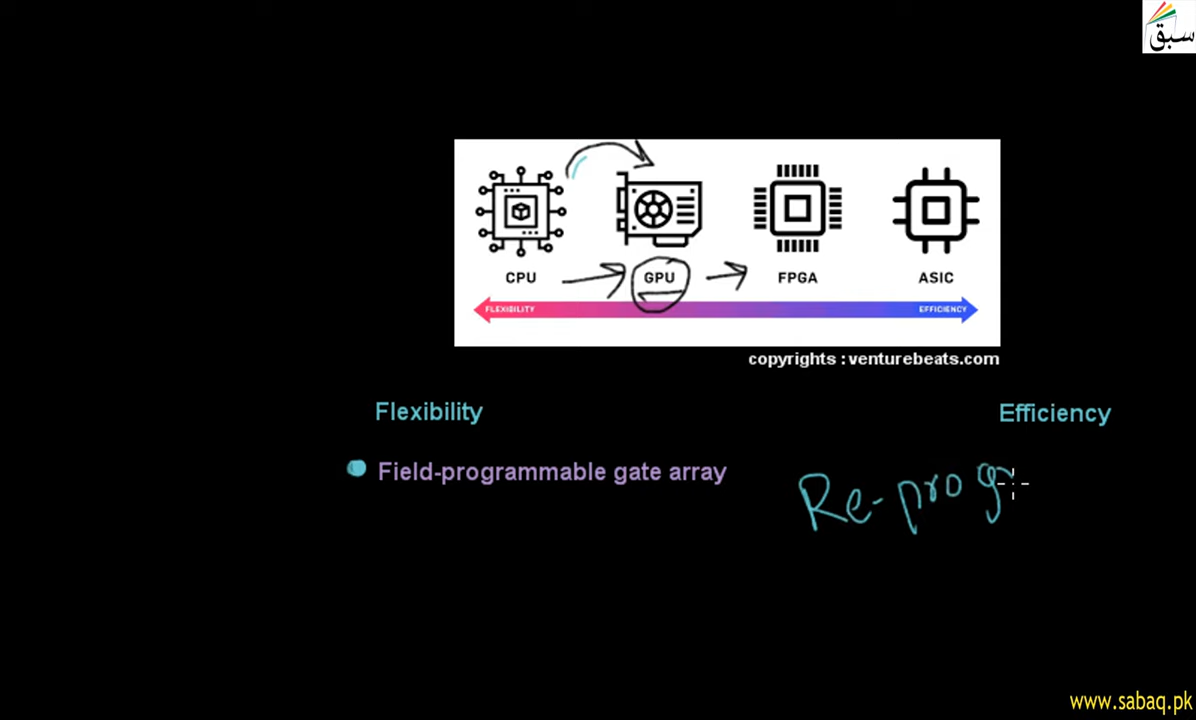 سبق
CPU GPU FPGA ASIC
FLEXIBILITY EFFICIENCY
copyrights : venturebeats.com
Flexibility Efficiency
Field-programmable gate array
Re-prog
www.sabaq.pk